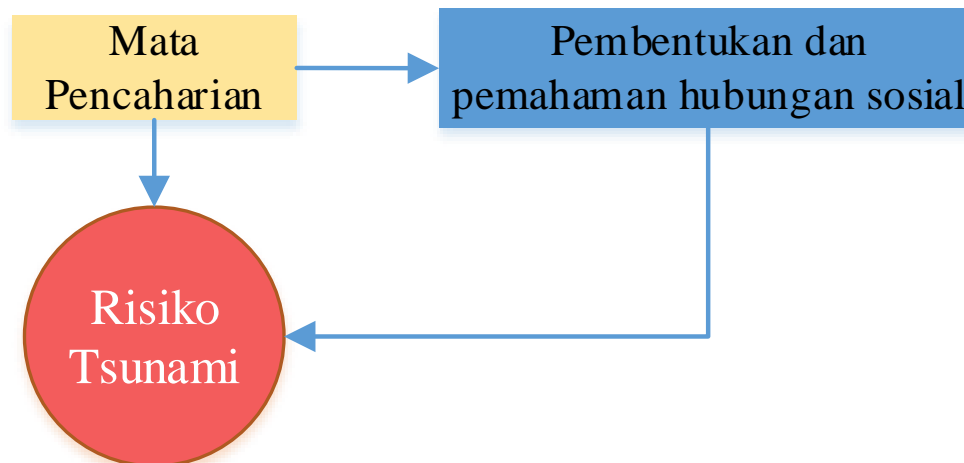 Mata
Pencaharian
Pembentukan dan
pemahaman hubungan sosial
Risiko
Tsunami